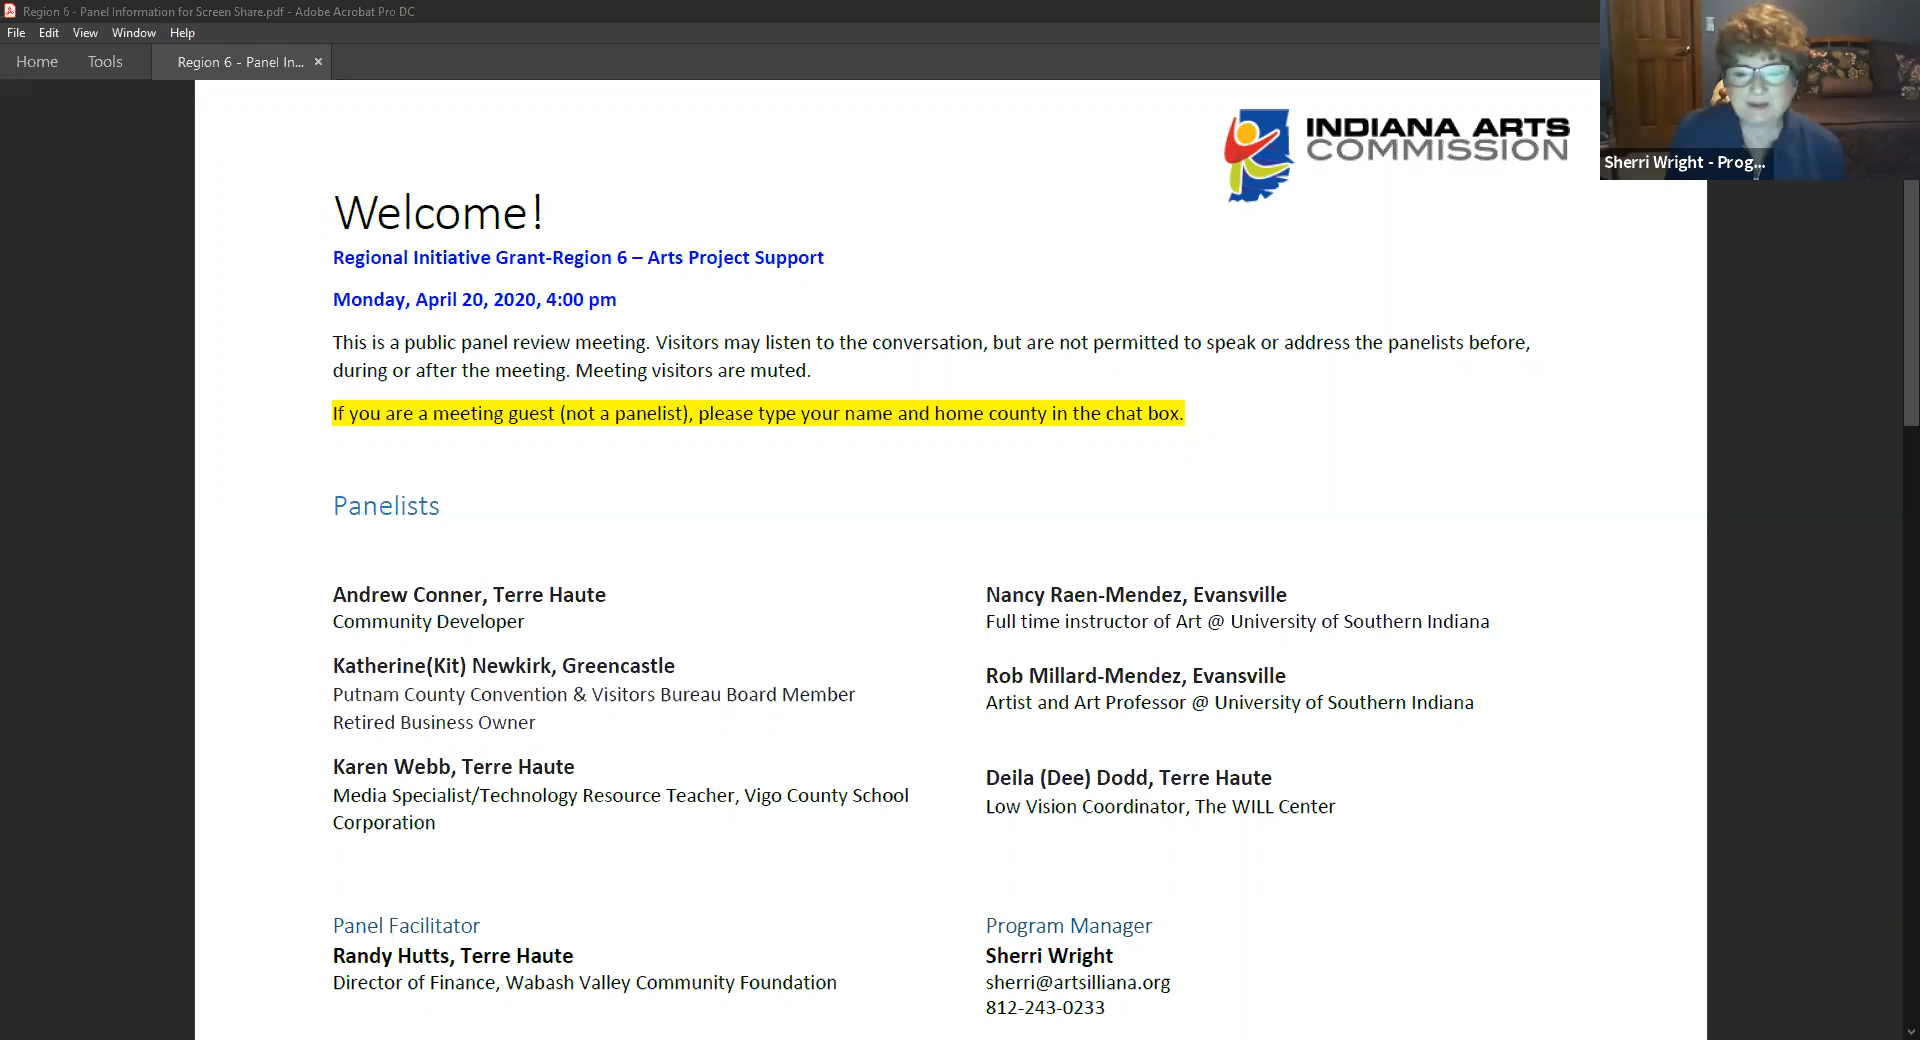 Region 6 - Panel Information for Screen Share.pdf - Adobe Acrobat Pro DC
File Edit View Window Help
Home Tools Region 6 - Panel In... ×
Sherri Wright - Prog...
INDIANA ARTS
COMMISSION
Welcome!
Regional Initiative Grant-Region 6 – Arts Project Support
Monday, April 20, 2020, 4:00 pm
This is a public panel review meeting. Visitors may listen to the conversation, but are not permitted to speak or address the panelists before,
during or after the meeting. Meeting visitors are muted.
If you are a meeting guest (not a panelist), please type your name and home county in the chat box.
Panelists
Andrew Conner, Terre Haute
Community Developer
Katherine(Kit) Newkirk, Greencastle
Putnam County Convention & Visitors Bureau Board Member
Retired Business Owner
Karen Webb, Terre Haute
Media Specialist/Technology Resource Teacher, Vigo County School
Corporation
Nancy Raen-Mendez, Evansville
Full time instructor of Art @ University of Southern Indiana
Rob Millard-Mendez, Evansville
Artist and Art Professor @ University of Southern Indiana
Deila (Dee) Dodd, Terre Haute
Low Vision Coordinator, The WILL Center
Panel Facilitator
Randy Hutts, Terre Haute
Director of Finance, Wabash Valley Community Foundation
Program Manager
Sherri Wright
sherri@artsilliana.org
812-243-0233